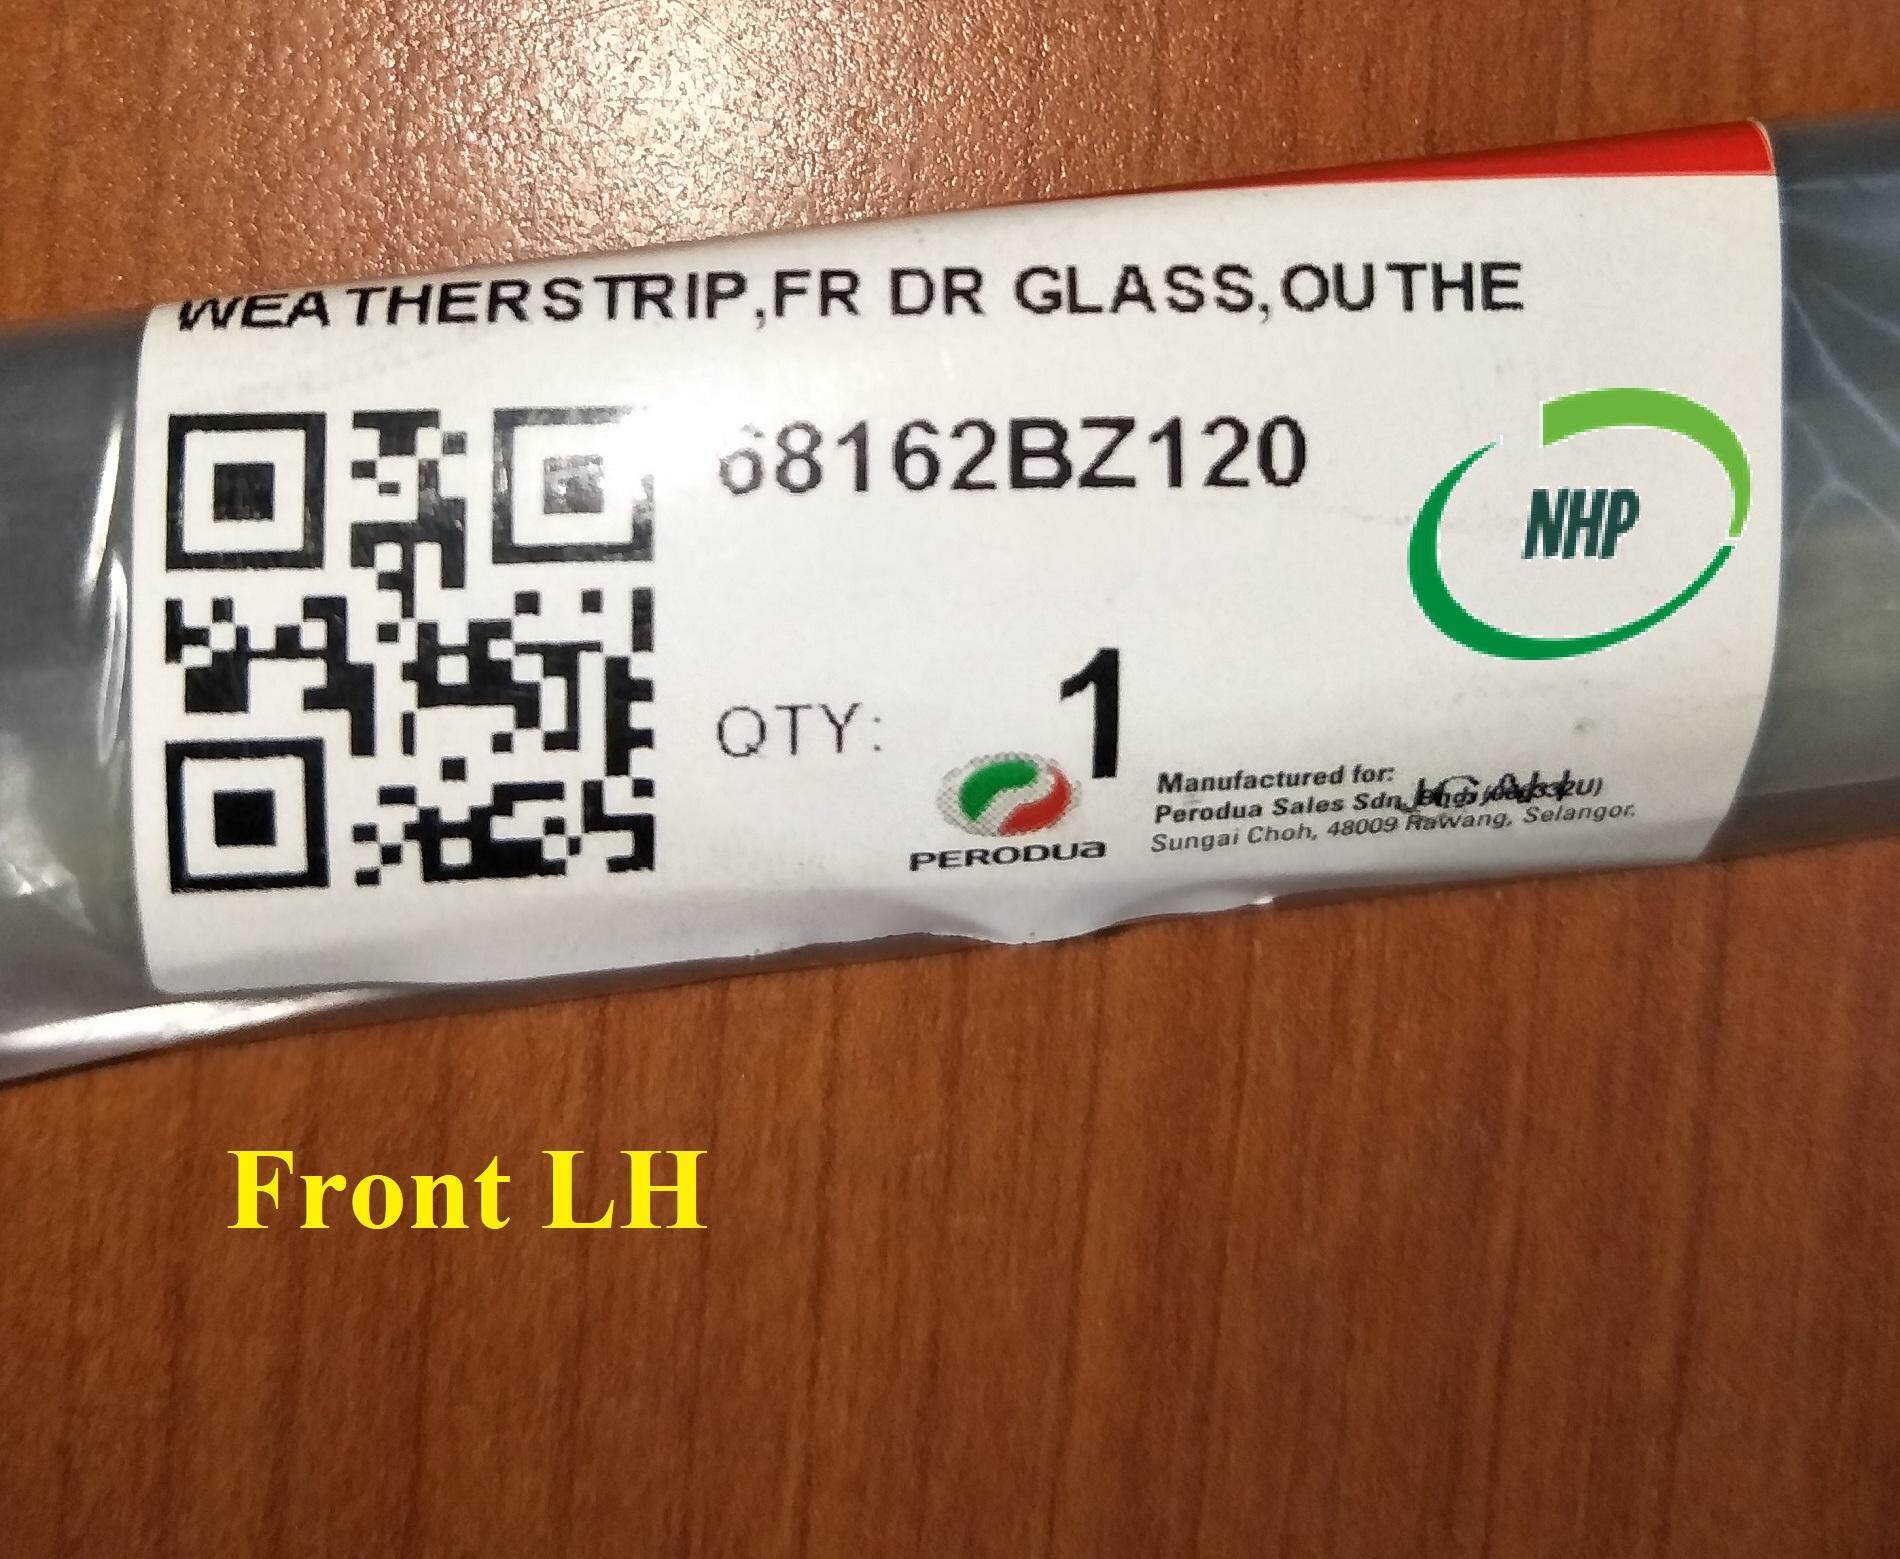 WEATHERSTRIP,FR DR GLASS,OUTHE
68162BZ120
NHP
QTY: 1
PERODUA
Manufactured for:
Perodua Sales Sdn
Sungai Choh, 48009 Rawang, Selangor.
Front LH